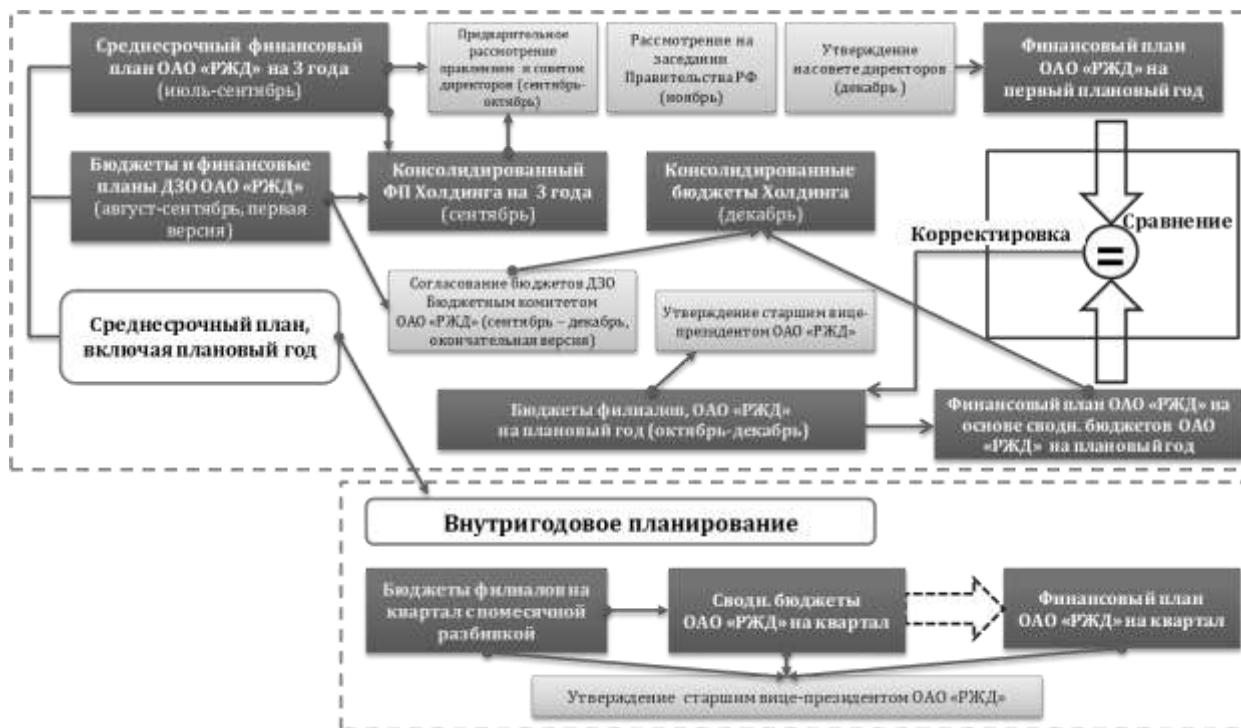 Среднесрочный финансовый
план ОАО «РЖД» на 3 года
(июль-сентябрь)
Предварительное
рассмотрение
правлением и советом
директоров (сентябрь-
октябрь)
Рассмотрение на
заседании
Правительства РФ
(ноябрь)
Утверждение
на совете директоров
(декабрь )
Финансовый план
ОАО «РЖД» на
первый плановый год
Бюджеты и финансовые
планы ДЗО ОАО «РЖД»
(август-сентябрь, первая
версия)
Консолидированный
ФП Холдинга на 3 года
(сентябрь)
Консолидированные
бюджеты Холдинга
(декабрь)
Сравнение
=
Корректировка
Среднесрочный план,
включая плановый год
Согласование бюджетов ДЗО
Бюджетным комитетом
ОАО «РЖД» (сентябрь – декабрь,
окончательная версия)
Утверждение старшим вице-
президентом ОАО «РЖД»
Бюджеты филиалов, ОАО «РЖД»
на плановый год (октябрь-декабрь)
Финансовый план ОАО «РЖД» на
основе сводн. бюджетов ОАО
«РЖД» на плановый год
Внутригодовое планирование
Бюджеты филиалов на
квартал с помесячной
разбивкой
Сводн. бюджеты
ОАО «РЖД» на квартал
Финансовый план
ОАО «РЖД» на квартал
Утверждение старшим вице-президентом ОАО «РЖД»